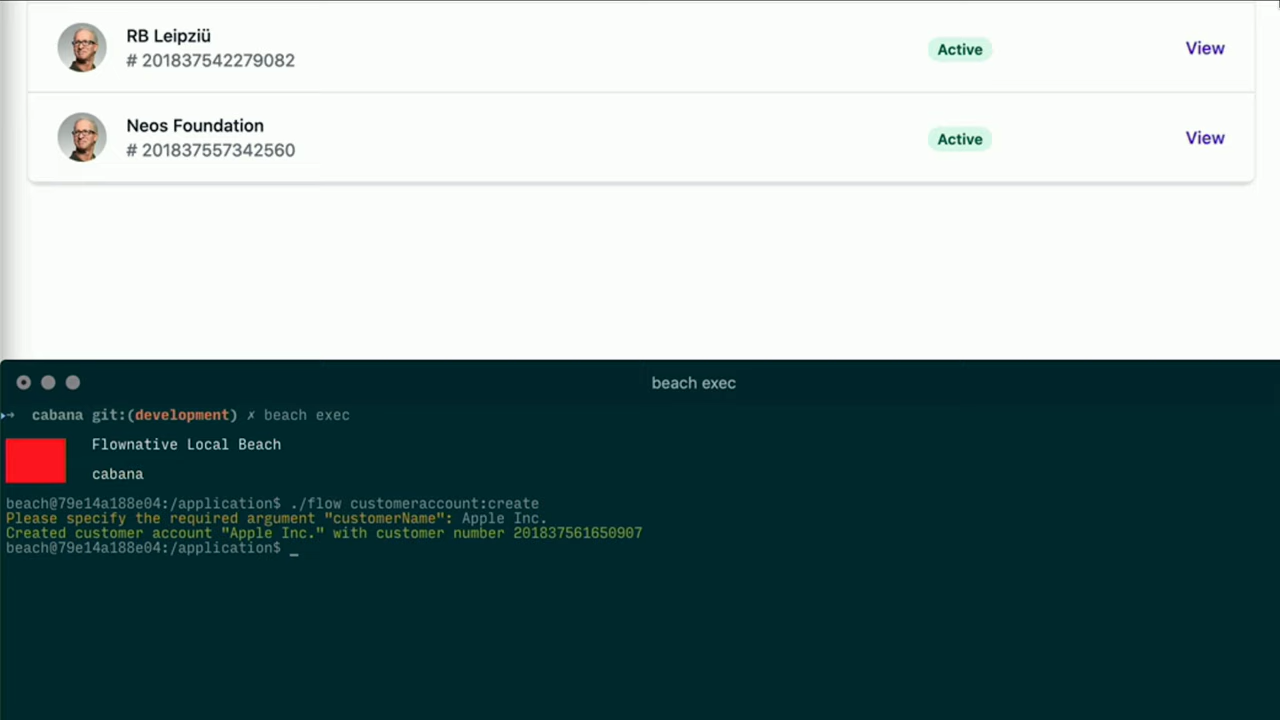 RB Leipziü
# 201837542279082
Active
View
Neos Foundation
# 201837557342560
Active
View
beach exec
cabana git:(development) ✗ beach exec
Flownative Local Beach
cabana
beach@79e14a188e04:/application$ ./flow customeraccount:create
Please specify the required argument "customerName": Apple Inc.
Created customer account "Apple Inc." with customer number 201837561650907
beach@79e14a188e04:/application$ _